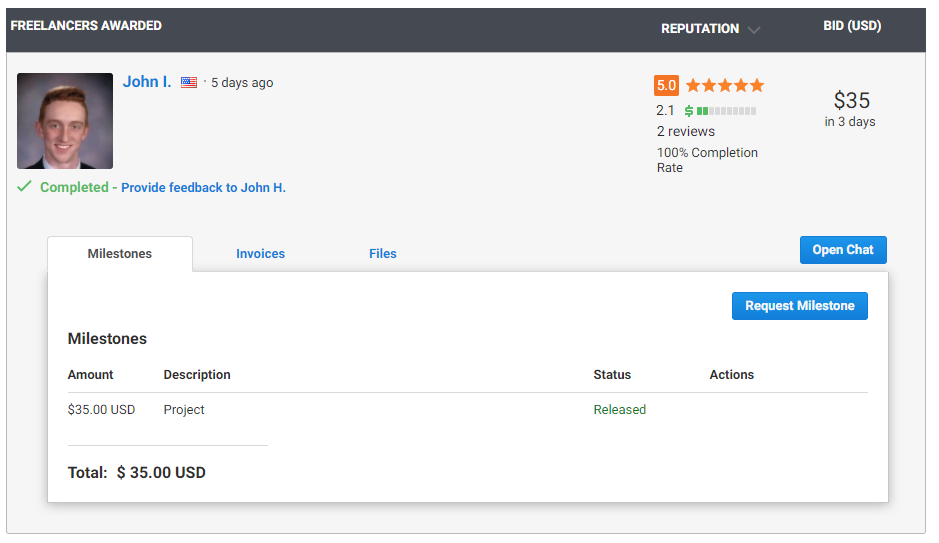 FREELANCERS AWARDED REPUTATION BID (USD)
John I. · 5 days ago 5.0 $35
2.1 $ in 3 days
2 reviews
100% Completion
Rate
Completed - Provide feedback to John H.
Milestones Invoices Files Open Chat
Request Milestone
Milestones
Amount Description Status Actions
$35.00 USD Project Released
Total: $ 35.00 USD